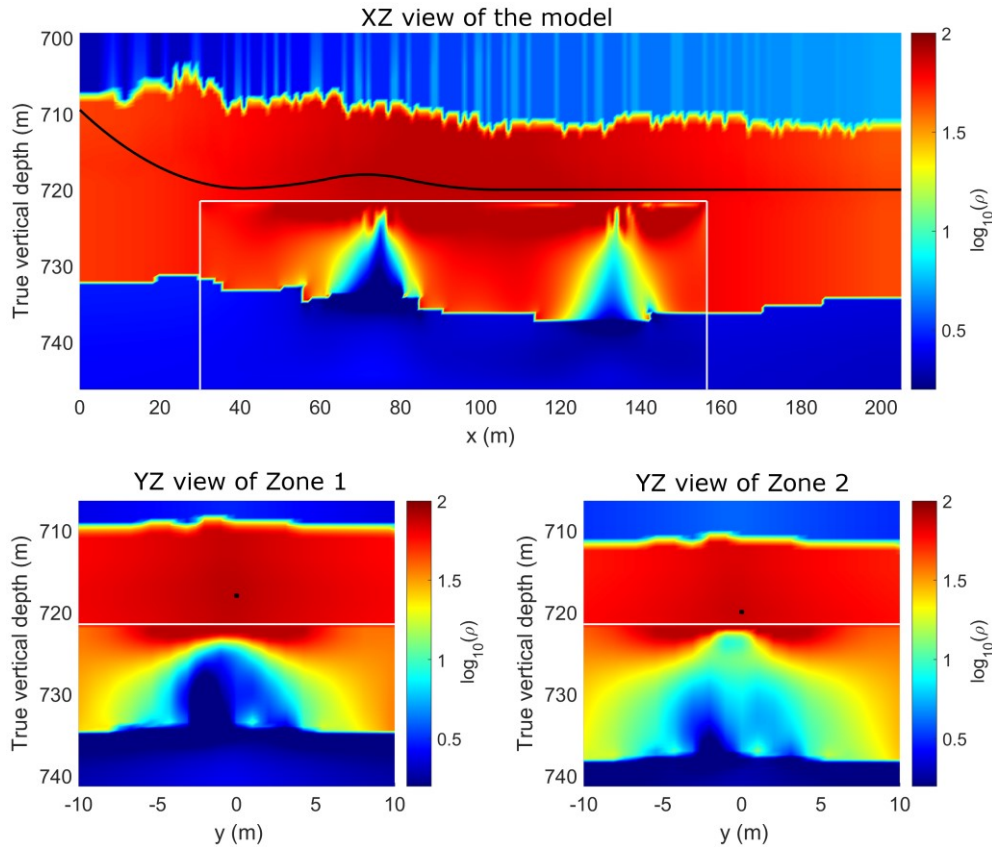 XZ view of the model
700
710
720
730
740
True vertical depth (m)
0 20 40 60 80 100 120 140 160 180 200
x (m)
2
1.5
1
0.5
log10(ρ)
YZ view of Zone 1
710
720
730
740
True vertical depth (m)
-10 -5 0 5 10
y (m)
2
1.5
1
0.5
log10(ρ)
YZ view of Zone 2
710
720
730
740
True vertical depth (m)
-10 -5 0 5 10
y (m)
2
1.5
1
0.5
log10(ρ)